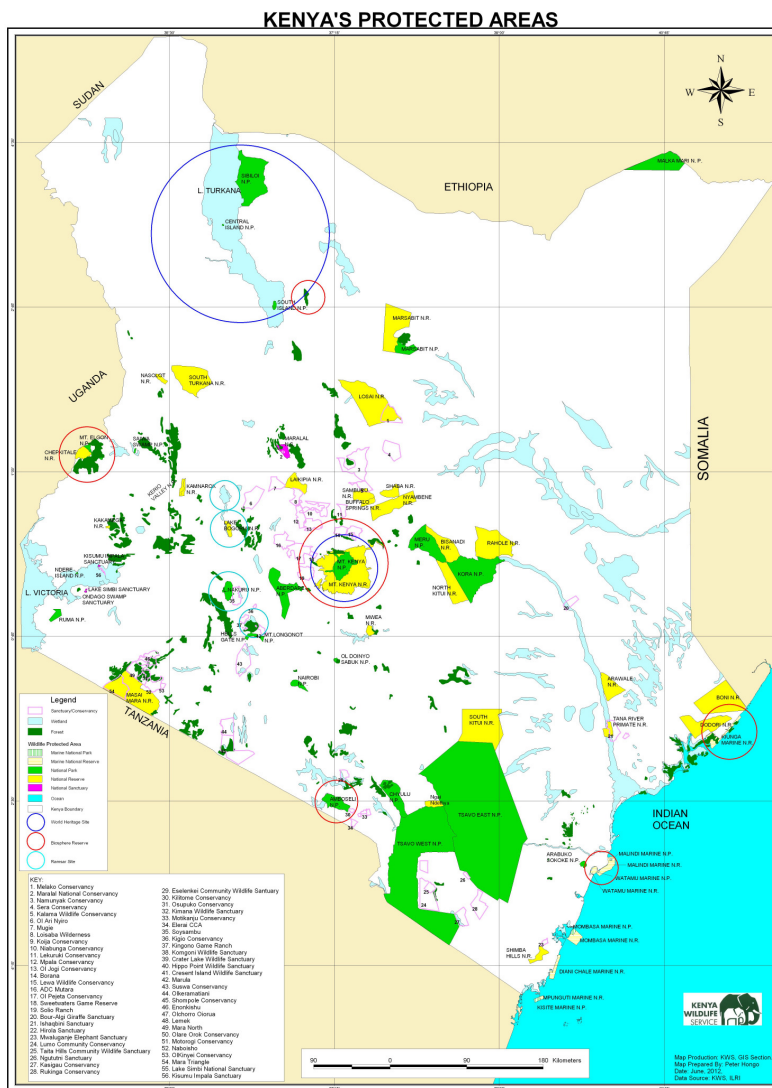 KENYA'S PROTECTED AREAS
SUDAN
ETHIOPIA
UGANDA
SOMALIA
TANZANIA
INDIAN
OCEAN
N
W
E
S
MALKA MARI N. P.
SIBILOI
N.P.
L. TURKANA
CENTRAL
ISLAND N.P.
SOUTH
ISLAND N.P.
MARSABIT N.R.
MARSABIT N.P.
NASOLOT
N.R.
SOUTH
TURKANA N.R.
LOSAI N.R.
MT. ELGON
N.P.
CHEPKITALE
N.R.
MARALAL
N.S.
KERIO
VALLEY N.R.
KAMNAROK
N.R.
LAIKIPIA N.R.
SAMBURU
N.R.
SHABA N.R.
BUFFALO
SPRINGS N.R.
NYAMBENE
N.R.
LAKE
BOGORIA N.R.
KISUMU IMPALA
SANCTUARY
NDERE
ISLAND N.P.
LAKE SIMBI SANCTUARY
ONDAGO SWAMP
SANCTUARY
L. VICTORIA
RUMA N.P.
L. NAKURU N.P.
HELLS
GATE N.P.
MT.LONGONOT
N.P.
MT. KENYA
N.P.
MT. KENYA N.R.
MERU
N.P.
BISANADI
N.R.
RAHOLE N.R.
KORA N.P.
NORTH
KITUI N.R.
MWEA
N.R.
OL DOINYO
SABUK N.P.
NAIROBI
N.P.
MASAI
MARA N.R.
SOUTH
KITUI N.R.
ARAWALE
N.R.
BONI N.R.
DODORI N.R.
TANA RIVER
PRIMATE N.R.
KIUNGA
MARINE N.R.
AMBOSELI
N.P.
CHYULU
N.P.
Ngai
Ndethya
TSAVO EAST N.P.
TSAVO WEST N.P.
ARABUKO
SOKOKE N.P.
MALINDI MARINE N.P.
MALINDI MARINE N.R.
WATAMU MARINE N.P.
WATAMU MARINE N.R.
MOMBASA MARINE N.P.
MOMBASA MARINE N.R.
SHIMBA
HILLS N.R.
DIANI CHALE MARINE N.R.
MPUNGUTI MARINE N.R.
KISITE MARINE N.P.
Legend
Sanctuary/Conservancy
Wetland
Forest
Wildlife Protected Area
Marine National Park
Marine National Reserve
National Park
National Reserve
National Sanctuary
Ocean
Kenya Boundary
World Heritage Site
Biosphere Reserve
Ramsar Site
KEY:
1. Melako Conservancy
2. Maralal National Conservancy
3. Namunyak Conservancy
4. Sera Conservancy
5. Kalama Wildlife Conservancy
6. Ol Ari Nyiro
7. Mugie
8. Loisaba Wilderness
9. Koija Conservancy
10. Nlabunga Conservancy
11. Lekuruki Conservancy
12. Mpala Conservancy
13. Ol Jogi Conservancy
14. Borana
15. Lewa Wildlife Conservancy
16. ADC Mutara
17. Ol Pejeta Conservancy
18. Sweetwaters Game Reserve
19. Solio Ranch
20. Bour-Algi Giraffe Sanctuary
21. Ishaqbini Sanctuary
22. Hirola Sanctuary
23. Mwaluganje Elephant Sanctuary
24. Lumo Community Conservancy
25. Taita Hills Community Wildlife Sanctuary
26. Ngutuni Sanctuary
27. Kasigau Conservancy
28. Rukinga Conservancy
29. Eselenkei Community Wildlife Santuary
30. Kilitome Conservancy
31. Osupuko Conservancy
32. Kimana Wildlife Sanctuary
33. Motikanju Conservancy
34. Elerai CCA
35. Soysambu
36. Kigio Conservancy
37. Kingono Game Ranch
38. Komgoni Wildlife Sanctuary
39. Crater Lake Wildlife Sanctuary
40. Hippo Point Wildlife Sanctuary
41. Cresent Island Wildlife Sanctuary
42. Marula
43. Suswa Conservancy
44. Olkeramatiani
45. Shompole Conservancy
46. Enonkishu
47. Olchorro Oiorua
48. Lemek
49. Mara North
50. Olare Orok Conservancy
51. Motorogi Conservancy
52. Naboisho
53. OlKinyei Conservancy
54. Mara Triangle
55. Lake Simbi National Sanctuary
56. Kisumu Impala Sanctuary
90 0 90 180 Kilometers
KENYA
WILDLIFE
SERVICE
Map Production: KWS, GIS Section,
Map Prepared By: Peter Hongo
Date: June, 2012,
Data Source: KWS, ILRI